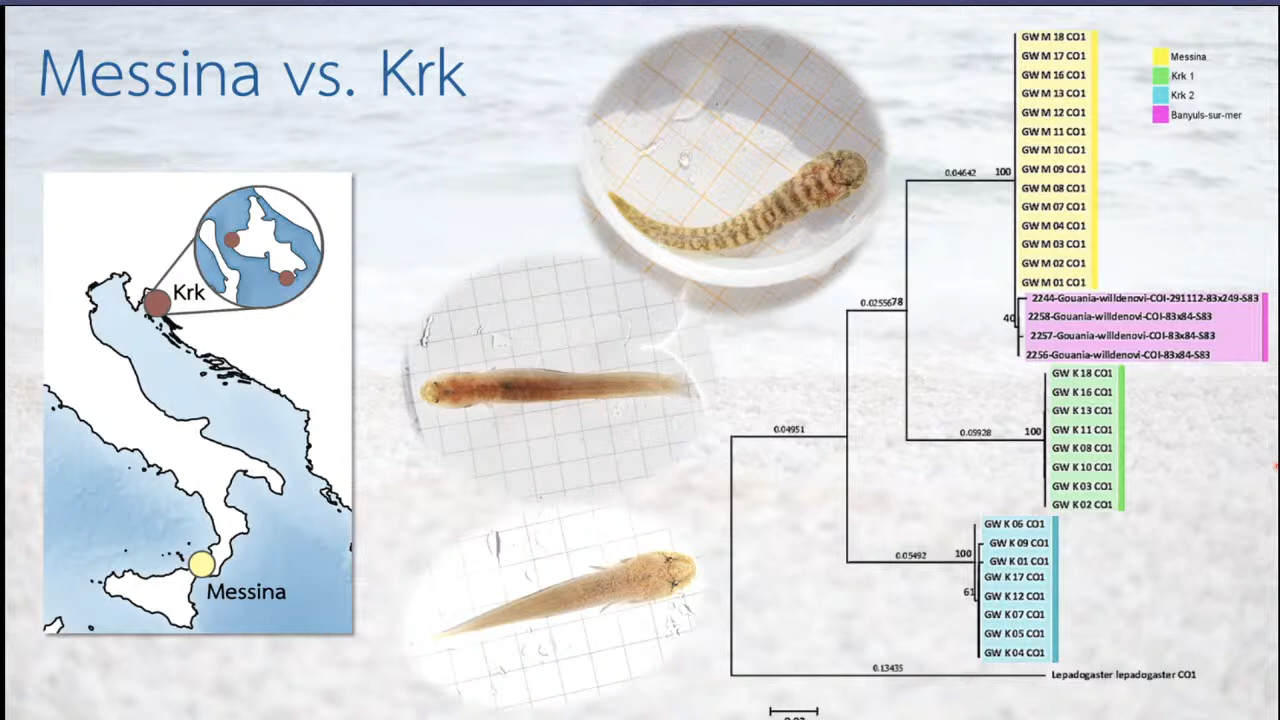 Messina vs. Krk
Krk
Messina
Messina
Krk 1
Krk 2
Banyuls-sur-mer
GW M 18 CO1
GW M 17 CO1
GW M 16 CO1
GW M 13 CO1
GW M 12 CO1
GW M 11 CO1
GW M 10 CO1
GW M 09 CO1
GW M 08 CO1
GW M 07 CO1
GW M 04 CO1
GW M 03 CO1
GW M 02 CO1
GW M 01 CO1
0.04642 100
2244-Gouania-willdenovi-COI-291112-83x249-S83
2258-Gouania-willdenovi-COI-83x84-S83
2257-Gouania-willdenovi-COI-83x84-S83
2256-Gouania-willdenovi-COI-83x84-S83
0.02556 78
40
GW K 18 CO1
GW K 16 CO1
GW K 13 CO1
GW K 11 CO1
GW K 08 CO1
GW K 10 CO1
GW K 03 CO1
GW K 02 CO1
0.04951
0.05928 100
GW K 06 CO1
GW K 09 CO1
GW K 01 CO1
GW K 17 CO1
GW K 12 CO1
GW K 07 CO1
GW K 05 CO1
GW K 04 CO1
0.05492 100
61
0.13435
Lepadogaster lepadogaster CO1